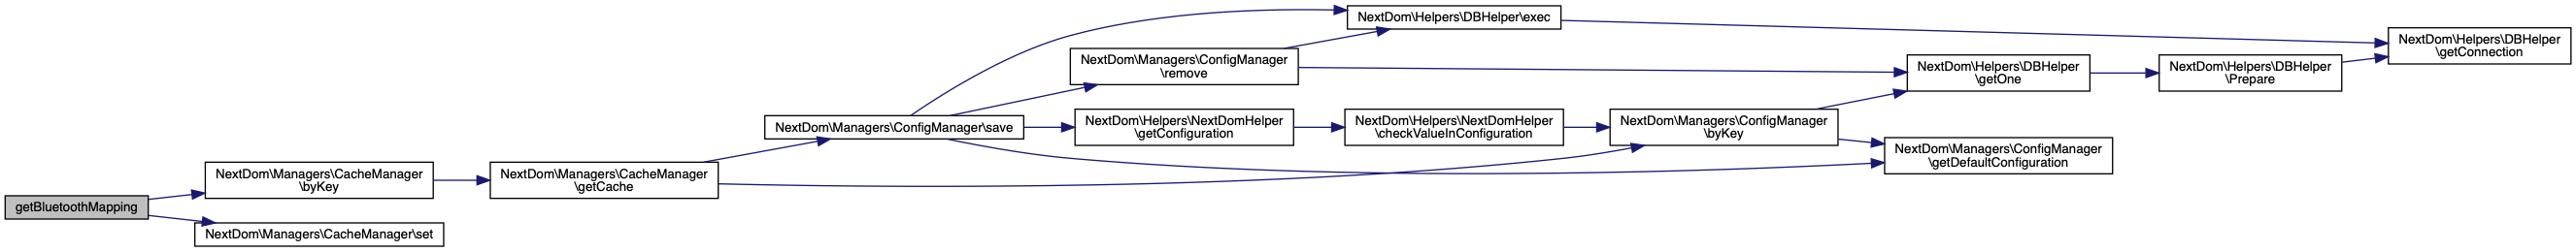 getBluetoothMapping
NextDom\Managers\CacheManager
\byKey
NextDom\Managers\CacheManager\set
NextDom\Managers\CacheManager
\getCache
NextDom\Managers\ConfigManager\save
NextDom\Helpers\DBHelper\exec
NextDom\Managers\ConfigManager
\remove
NextDom\Helpers\NextDomHelper
\getConfiguration
NextDom\Helpers\NextDomHelper
\checkValueInConfiguration
NextDom\Managers\ConfigManager
\byKey
NextDom\Helpers\DBHelper
\getOne
NextDom\Managers\ConfigManager
\getDefaultConfiguration
NextDom\Helpers\DBHelper
\Prepare
NextDom\Helpers\DBHelper
\getConnection